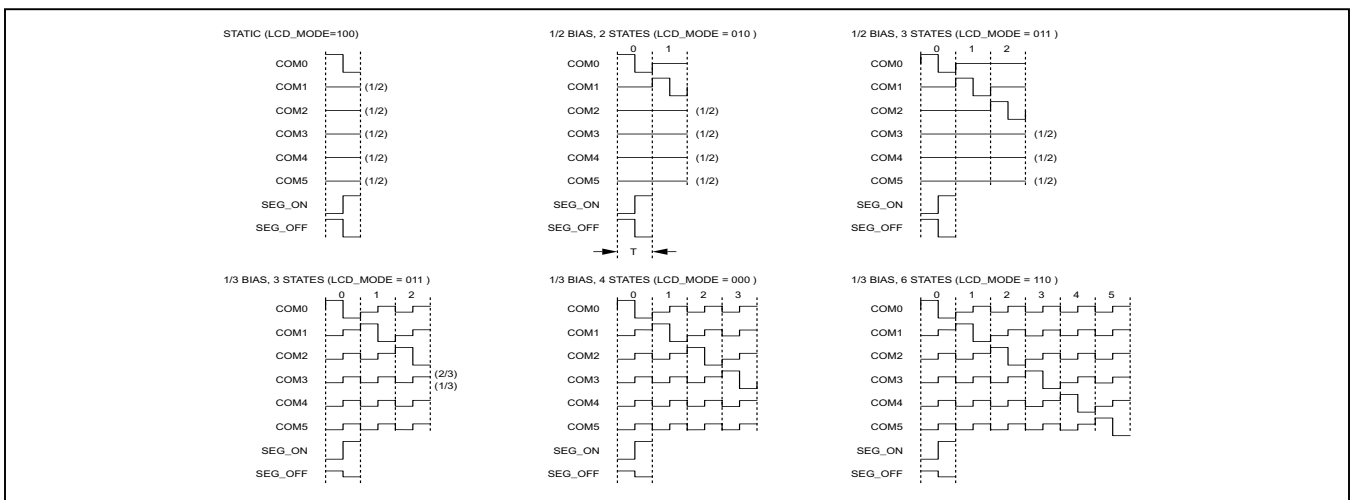 STATIC (LCD_MODE=100)
COM0
COM1 (1/2)
COM2 (1/2)
COM3 (1/2)
COM4 (1/2)
COM5 (1/2)
SEG_ON
SEG_OFF
1/2 BIAS, 2 STATES (LCD_MODE = 010 )
0 1
COM0
COM1
COM2 (1/2)
COM3 (1/2)
COM4 (1/2)
COM5 (1/2)
SEG_ON
SEG_OFF
T
1/2 BIAS, 3 STATES (LCD_MODE = 011 )
0 1 2
COM0
COM1
COM2
COM3 (1/2)
COM4 (1/2)
COM5 (1/2)
SEG_ON
SEG_OFF
1/3 BIAS, 3 STATES (LCD_MODE = 011 )
0 1 2
COM0
COM1
COM2
COM3 (2/3)
(1/3)
COM4
COM5
SEG_ON
SEG_OFF
1/3 BIAS, 4 STATES (LCD_MODE = 000 )
0 1 2 3
COM0
COM1
COM2
COM3
COM4
COM5
SEG_ON
SEG_OFF
1/3 BIAS, 6 STATES (LCD_MODE = 110 )
0 1 2 3 4 5
COM0
COM1
COM2
COM3
COM4
COM5
SEG_ON
SEG_OFF